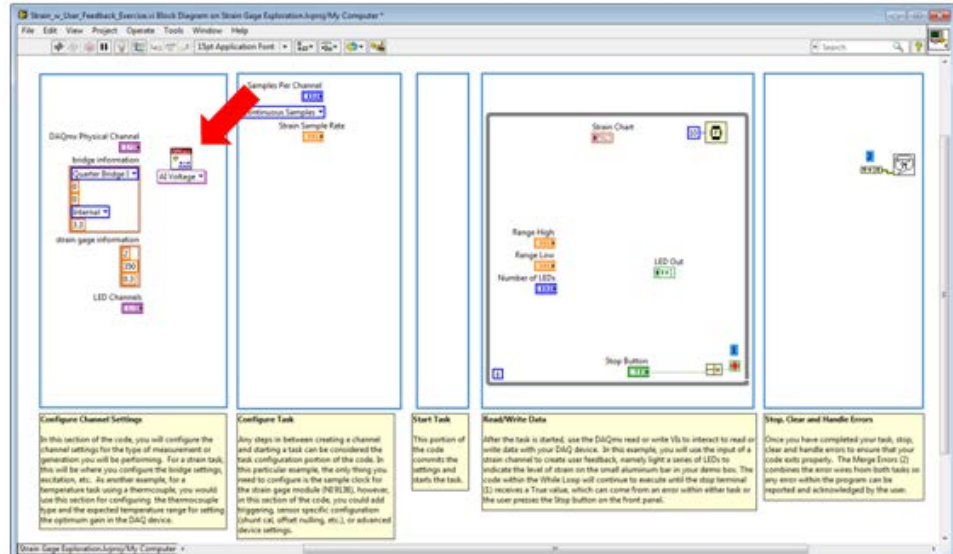 Strain_w_User_Feedback_Exercise.vi Block Diagram on Strain Gage Exploration.lvproj/My Computer *
File Edit View Project Operate Tools Window Help
15pt Application Font
Search
DAQmx Physical Channel
bridge information
Quarter Bridge I
0
0
Internal
3.3
strain gage information
2
350
0.3
LED Channels
AI Voltage
Samples Per Channel
Continuous Samples
Strain Sample Rate
Strain Chart
10
Range High
Range Low
Number of LEDs
LED Out
Stop Button
1
i
2
Configure Channel Settings
In this section of the code, you will configure the
channel settings for the type of measurement or
generation you will be performing. For a strain task,
this will be where you configure the bridge settings,
excitation, etc. As another example, for a
temperature task using a thermocouple, you would
use this section for configuring the thermocouple
type and the expected temperature range for setting
the optimum gain in the DAQ device.
Configure Task
Any steps in between creating a channel
and starting a task can be considered the
task configuration portion of the code. In
this particular example, the only thing you
need to configure is the sample clock for
the strain gage module (NI 9136), however,
in this section of the code, you could add
triggering, sensor specific configuration
(shunt cal, offset nulling, etc.), or advanced
device settings.
Start Task
This portion of
the code
commits the
settings and
starts the task.
Read/Write Data
After the task is started, use the DAQmx read or write VIs to interact to read or
write data with your DAQ device. In this example, you will use the input of a
strain channel to create user feedback, namely light a series of LEDs to
indicate the level of strain on the small aluminum bar in your demo box. The
code within the While Loop will continue to execute until the stop terminal
(1) receives a True value, which can come from an error within either task or
the user presses the Stop button on the front panel.
Stop, Clear and Handle Errors
Once you have completed your task, stop,
clear and handle errors to ensure that your
code exits properly. The Merge Errors (2)
combines the error wires from both tasks so
any error within the program can be
reported and acknowledged by the user.
Strain Gage Exploration.lvproj/My Computer